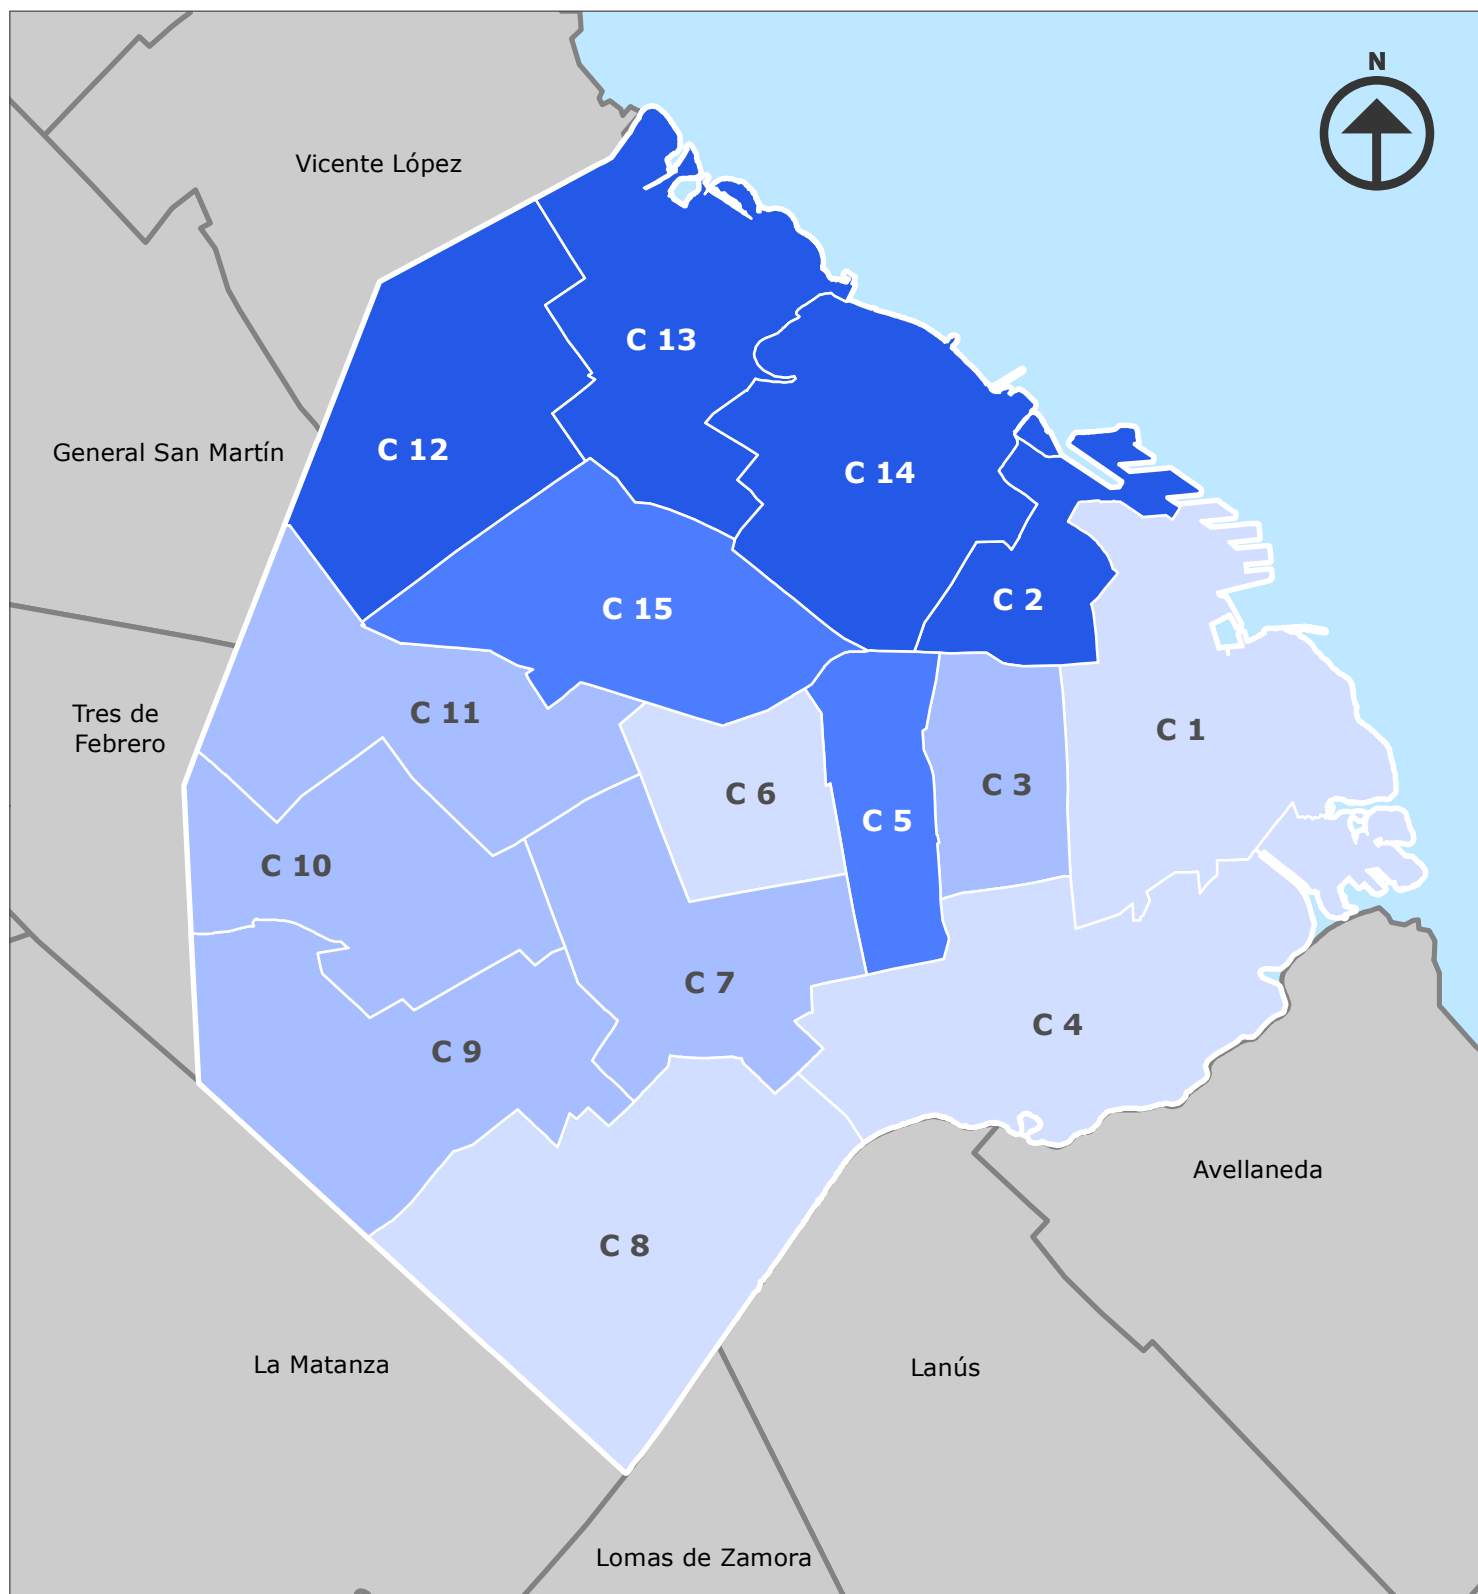 N
Vicente López
C 13
C 12
General San Martín
C 14
C 2
C 15
C 11
Tres de
Febrero
C 1
C 3
C 6
C 5
C 10
C 7
C 4
C 9
Avellaneda
C 8
La Matanza
Lanús
Lomas de Zamora